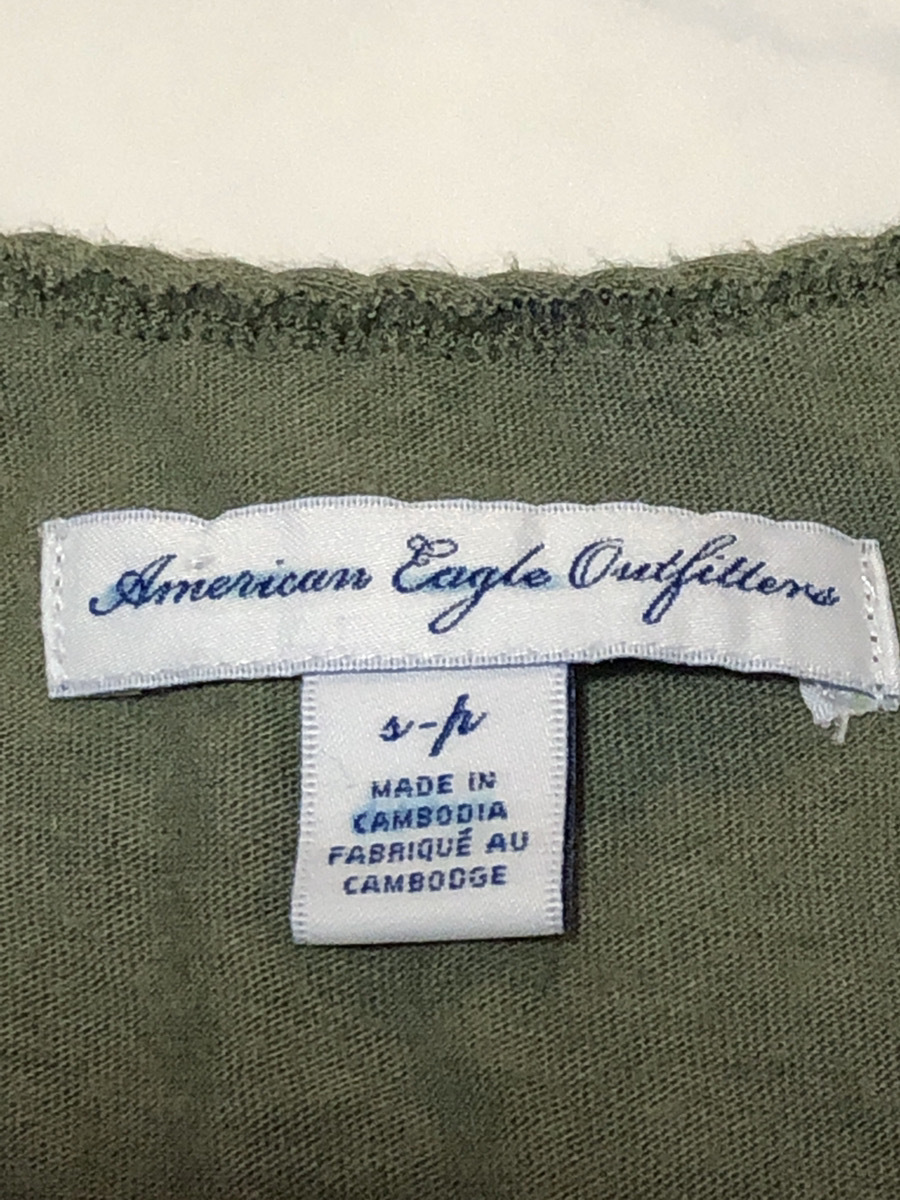 American Eagle Outfitters
s-p
MADE IN
CAMBODIA
FABRIQUÉ AU
CAMBODGE